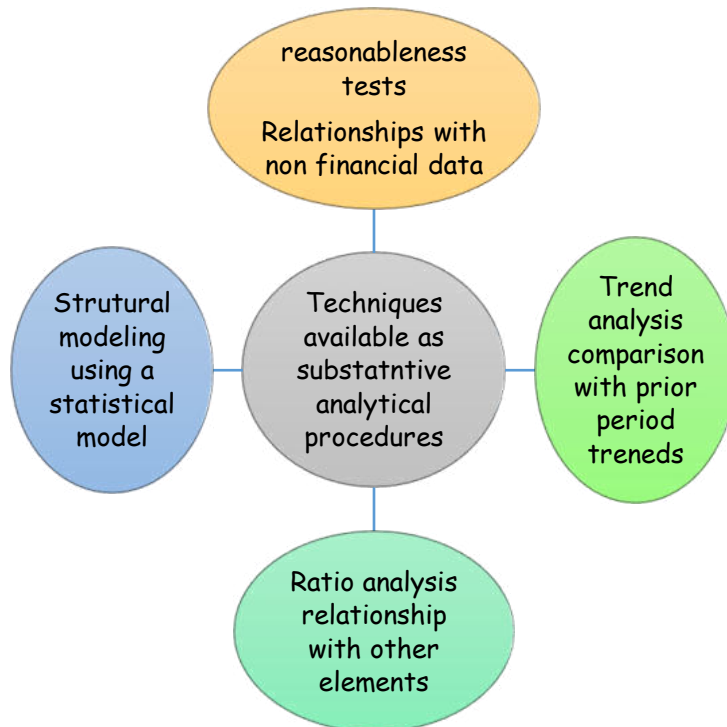 reasonableness
tests
Relationships with
non financial data
Strutural
modeling
using a
statistical
model
Techniques
available as
substatntive
analytical
procedures
Trend
analysis
comparison
with prior
period
treneds
Ratio analysis
relationship
with other
elements